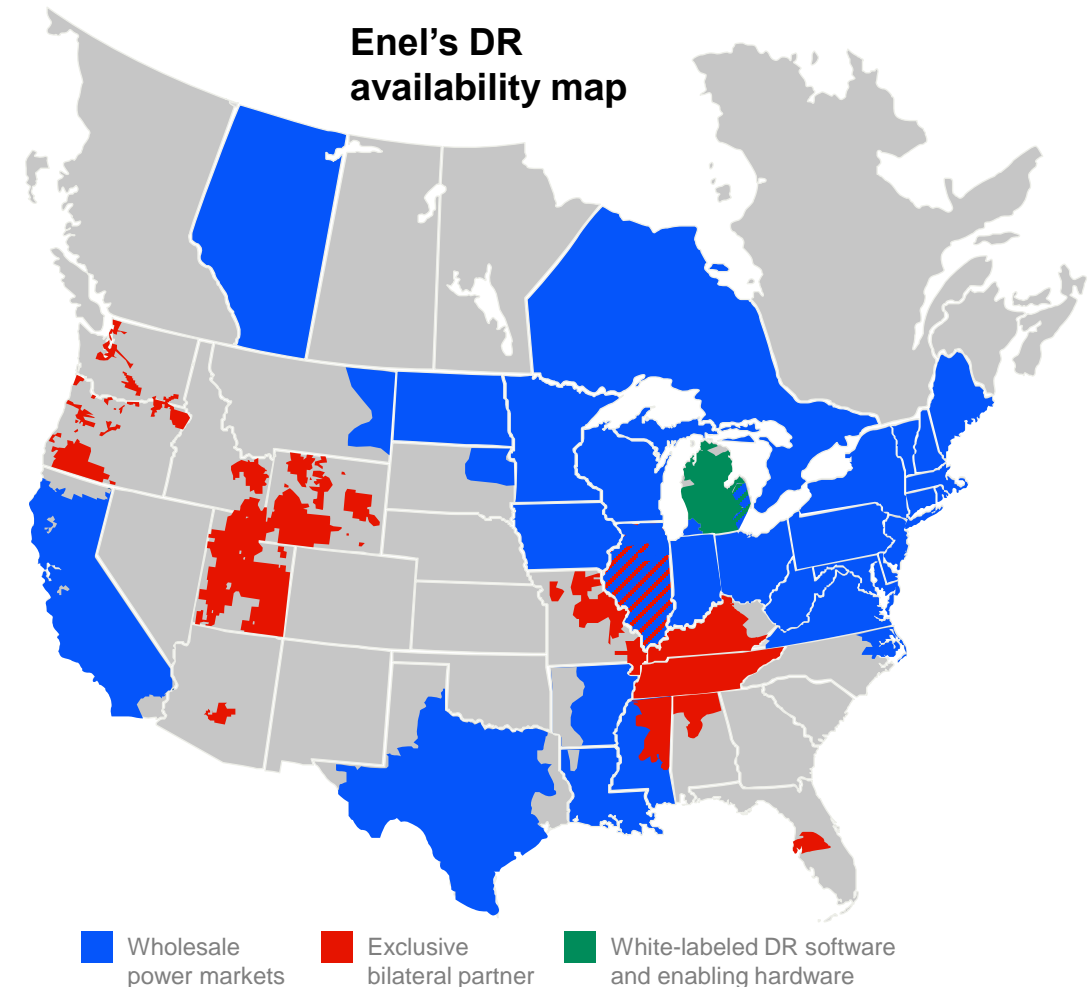 Enel's DR
availability map
Wholesale
power markets
Exclusive
bilateral partner
White-labeled DR software
and enabling hardware